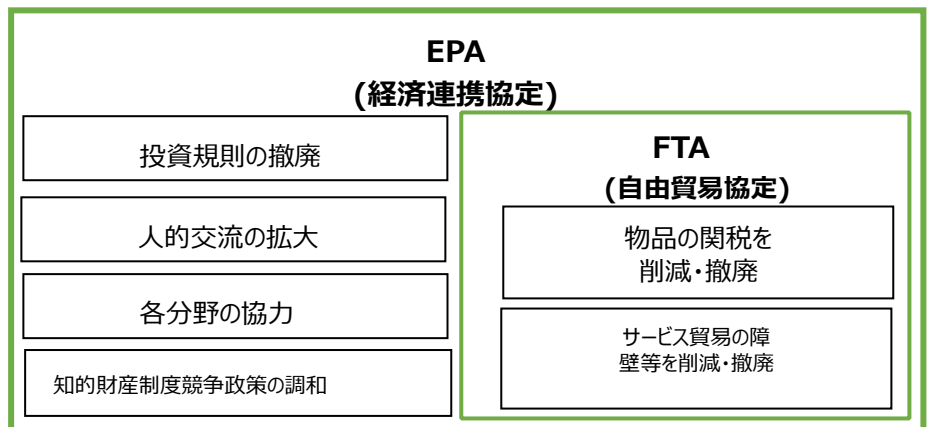 EPA
(経済連携協定)
投資規則の撤廃
人的交流の拡大
各分野の協力
知的財産制度競争政策の調和
FTA
(自由貿易協定)
物品の関税を
削減・撤廃
サービス貿易の障
壁等を削減・撤廃